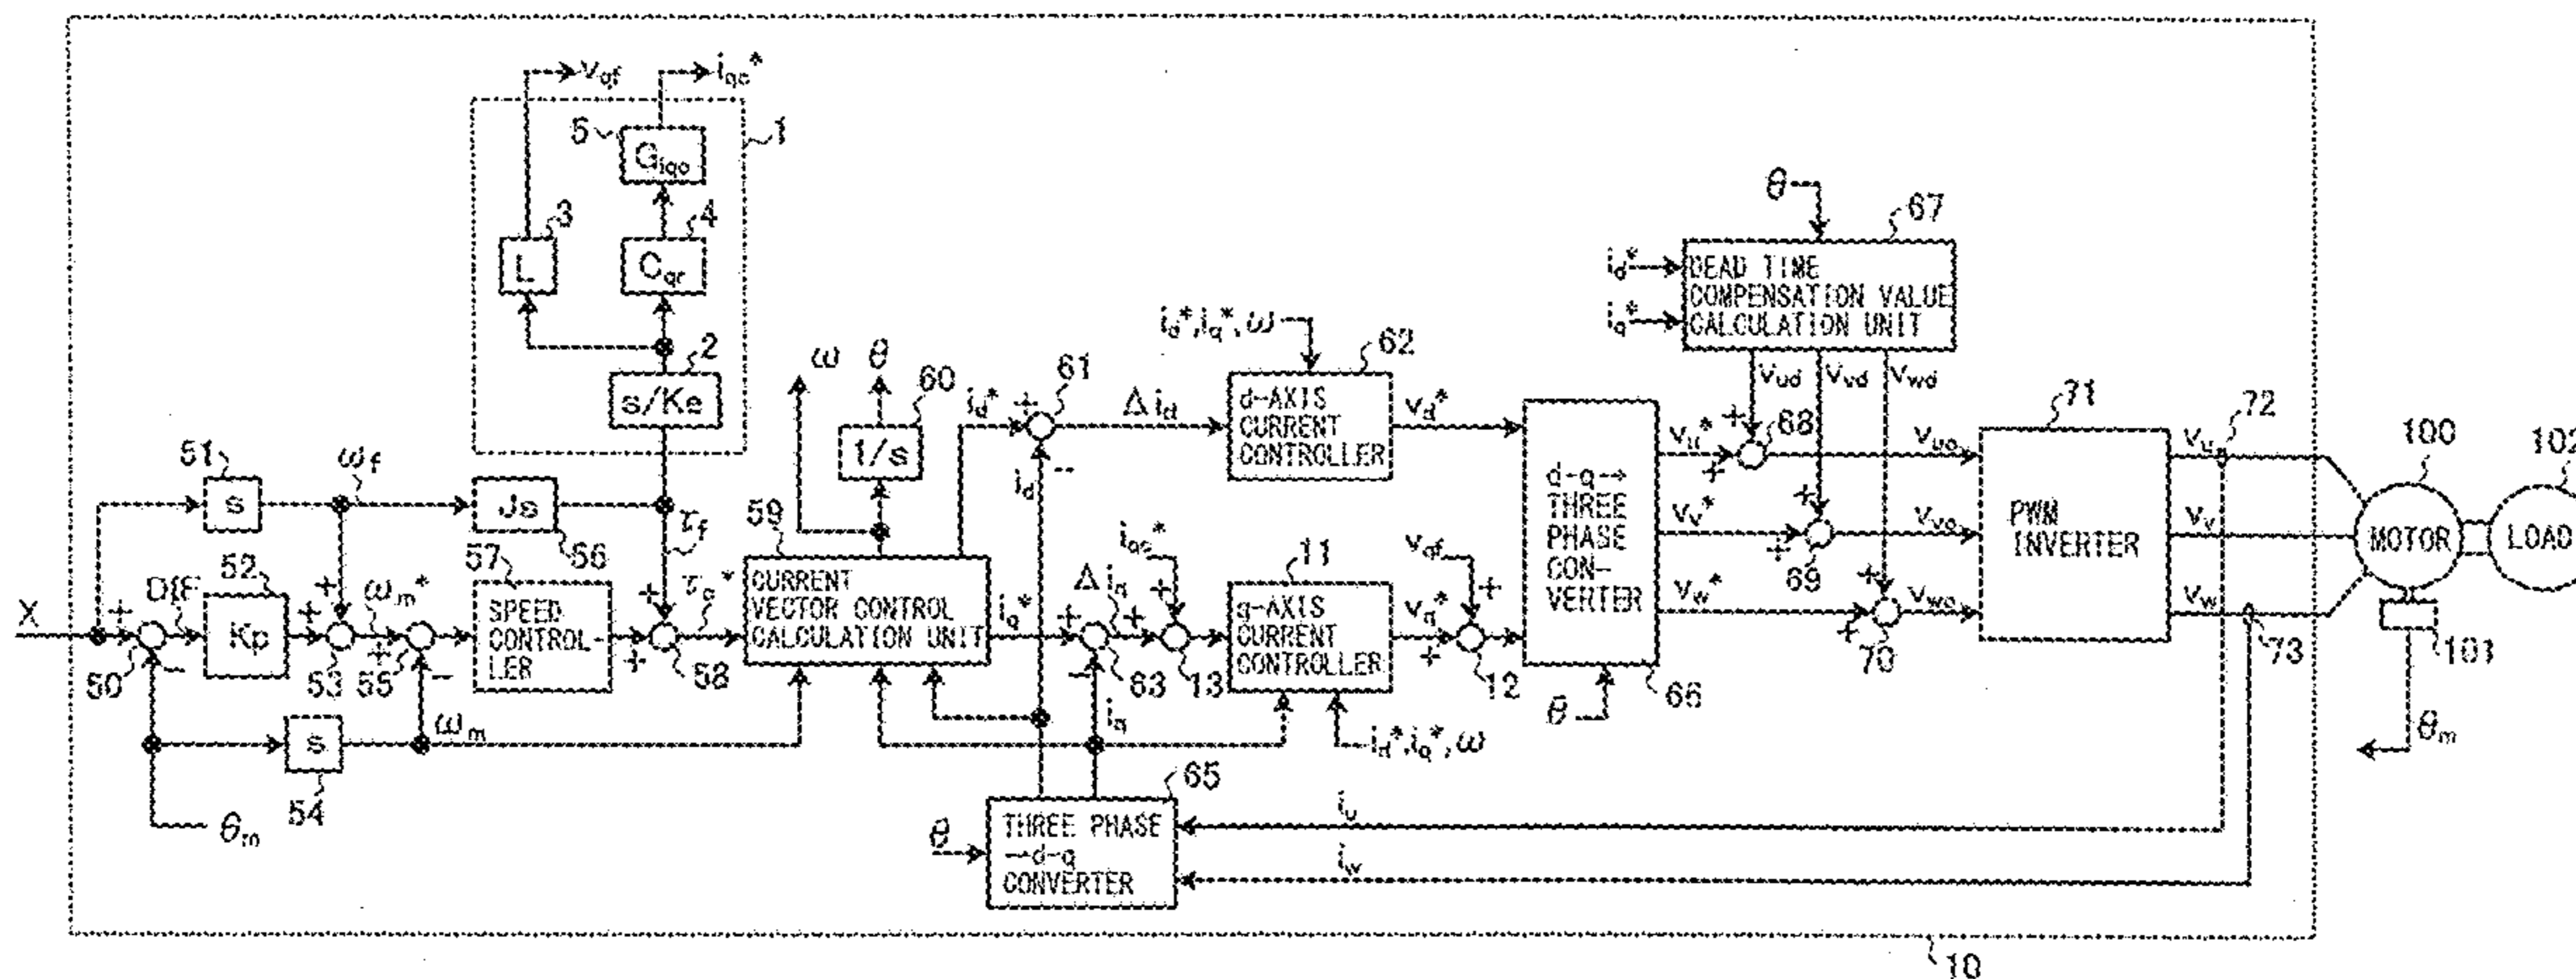 v_qf
i_qc*
5
G_iqo
1
3
L
4
C_qr
2
s/Ke
θ
67
i_d*
i_q*
DEAD TIME
COMPENSATION VALUE
CALCULATION UNIT
v_ud
v_vd
v_wd
ω
θ
60
1/s
i_d*
+
61
−
i_d
Δi_d
i_d*,i_q*,ω
62
d-AXIS
CURRENT
CONTROLLER
v_d*
d-q→
THREE
PHASE
CON-
VERTER
66
θ
v_u*
+
+
68
v_uo
v_v*
+
+
69
v_vo
v_w*
+
+
70
v_wo
71
PWM
INVERTER
72
v_u
v_v
v_w
73
100
MOTOR
101
θ_m
102
LOAD
51
s
ω_f
Js
56
τ_f
X
+
−
50
DIF
52
Kp
+
+
53
ω_m*
+
−
55
57
SPEED
CONTROL-
LER
+
+
58
τ_c*
59
CURRENT
VECTOR CONTROL
CALCULATION UNIT
i_q*
+
−
63
Δi_q
i_qc*
+
+
13
11
q-AXIS
CURRENT
CONTROLLER
v_q*
v_qf
+
+
12
s
54
ω_m
θ_m
i_q
i_d*,i_q*,ω
65
THREE PHASE
→d-q
CONVERTER
θ
i_u
i_w
10